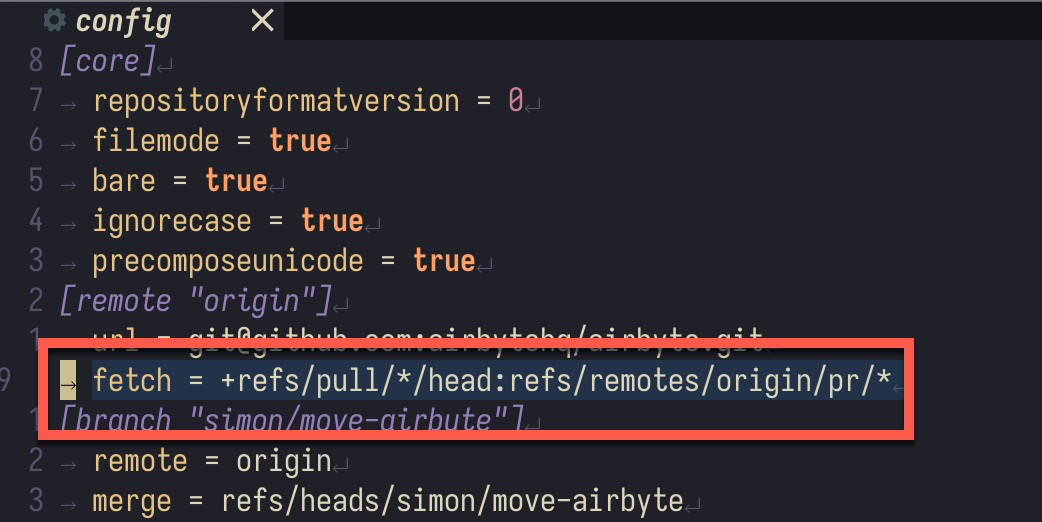 config
8 [core]
7 repositoryformatversion = 0
6 filemode = true
5 bare = true
4 ignorecase = true
3 precomposeunicode = true
2 [remote "origin"]
1 url = git@github.com:airbytehq/airbyte.git
9 fetch = +refs/pull/*/head:refs/remotes/origin/pr/*
1 [branch "simon/move-airbyte"]
2 remote = origin
3 merge = refs/heads/simon/move-airbyte